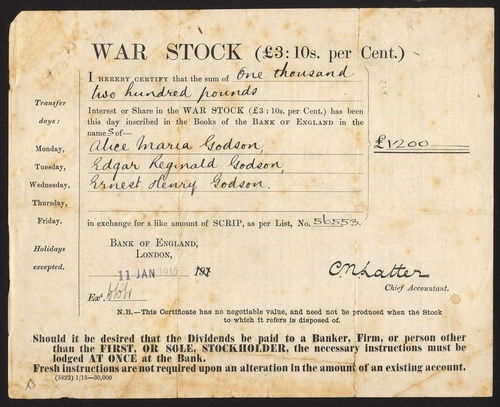 WAR STOCK (£3:10s. per Cent.)
I HEREBY CERTIFY that the sum of One thousand
two hundred pounds
Interest or Share in the WAR STOCK (£3:10s. per Cent.) has been
this day inscribed in the Books of the BANK OF ENGLAND in the
names of—
Alice Maria Godson,
Edgar Reginald Godson,
Ernest Henry Godson.
£1200
in exchange for a like amount of SCRIP, as per List, No. 56553.
Transfer
days:
Monday,
Tuesday,
Wednesday,
Thursday,
Friday.
Holidays
excepted.
BANK OF ENGLAND,
LONDON,
11 JAN 1915 191
Exd.
C.N. Latter
Chief Accountant.
N.B.—This Certificate has no negotiable value, and need not be produced when the Stock
to which it refers is disposed of.
Should it be desired that the Dividends be paid to a Banker, Firm, or person other
than the FIRST, OR SOLE, STOCKHOLDER, the necessary instructions must be
lodged AT ONCE at the Bank.
Fresh instructions are not required upon an alteration in the amount of an existing account.
(5822) 1/15—30,000